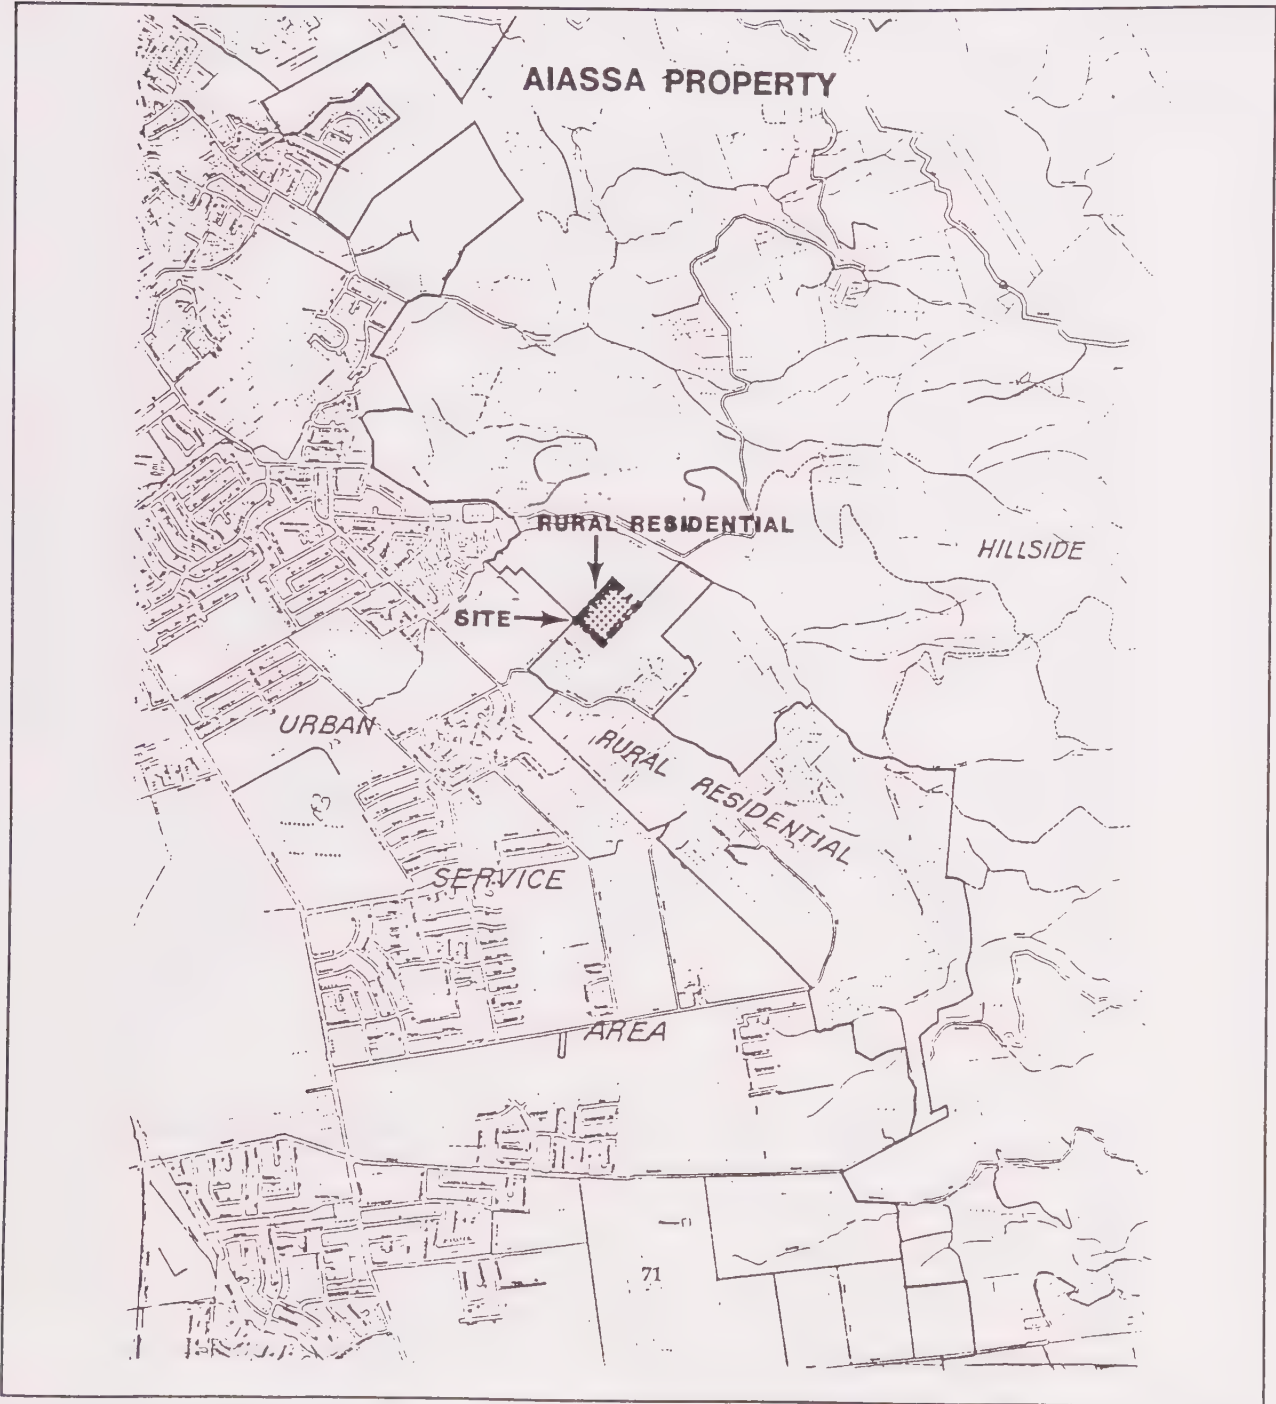 AIASSA PROPERTY
RURAL RESIDENTIAL
HILLSIDE
SITE
URBAN
RURAL
RESIDENTIAL
SERVICE
AREA
71